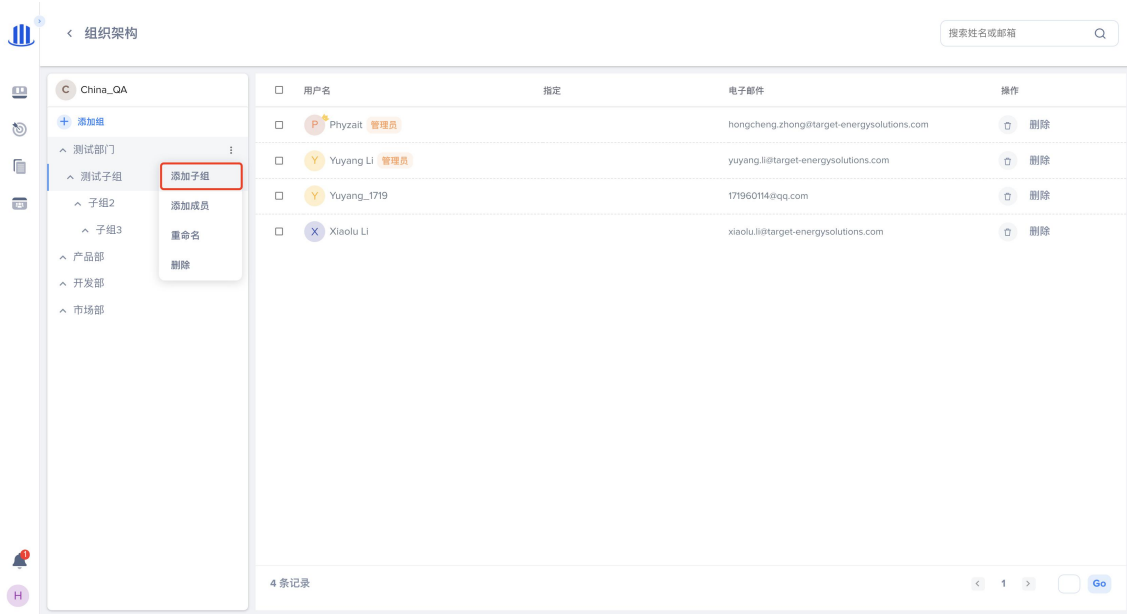 组织架构
搜索姓名或邮箱
C China_QA
添加组
测试部门
测试子组
子组2
子组3
产品部
开发部
市场部
添加子组
添加成员
重命名
删除
用户名 指定 电子邮件 操作
P Phyzait 管理员 hongcheng.zhong@target-energysolutions.com 删除
Y Yuyang Li 管理员 yuyang.li@target-energysolutions.com 删除
Y Yuyang_1719 171960114@qq.com 删除
X Xiaolu Li xiaolu.li@target-energysolutions.com 删除
4 条记录
1 Go
1
H